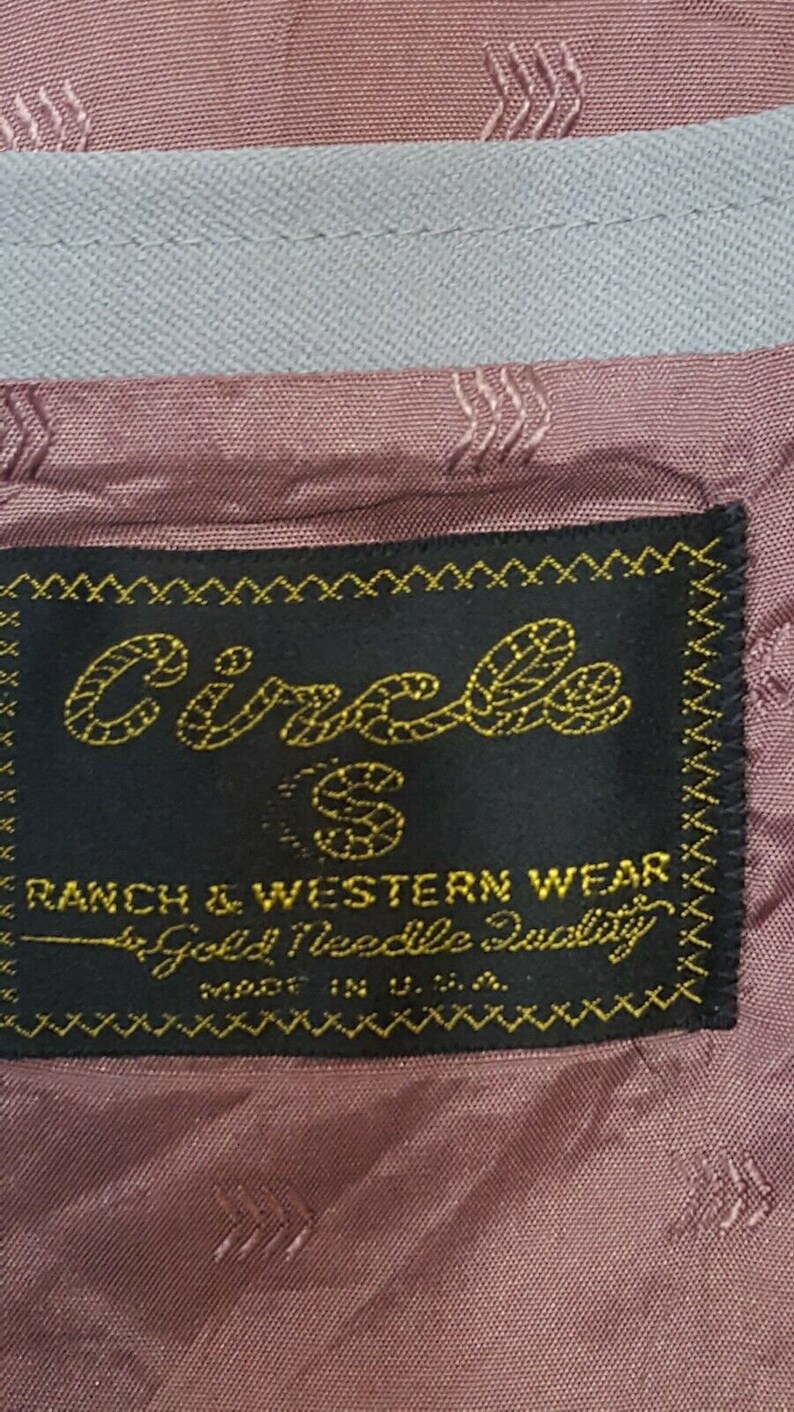 Circle
S
RANCH & WESTERN WEAR
Gold Needle Quality
MADE IN U.S.A.